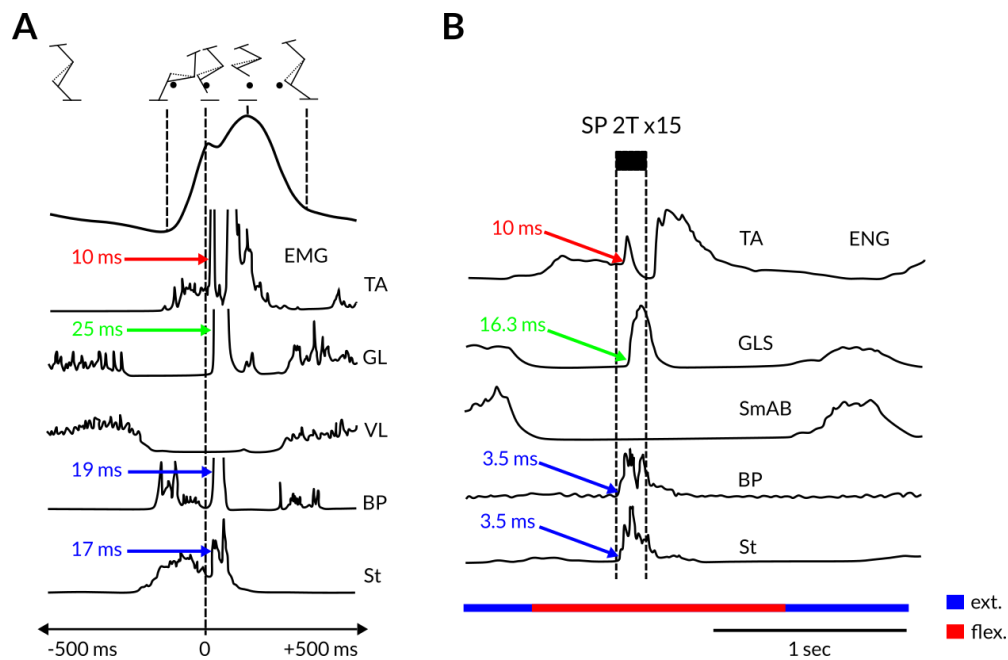 A
EMG
10 ms
TA
25 ms
GL
VL
19 ms
BP
17 ms
St
-500 ms
0
+500 ms
B
SP 2T x15
10 ms
TA
ENG
16.3 ms
GLS
SmAB
3.5 ms
BP
3.5 ms
St
ext.
flex.
1 sec